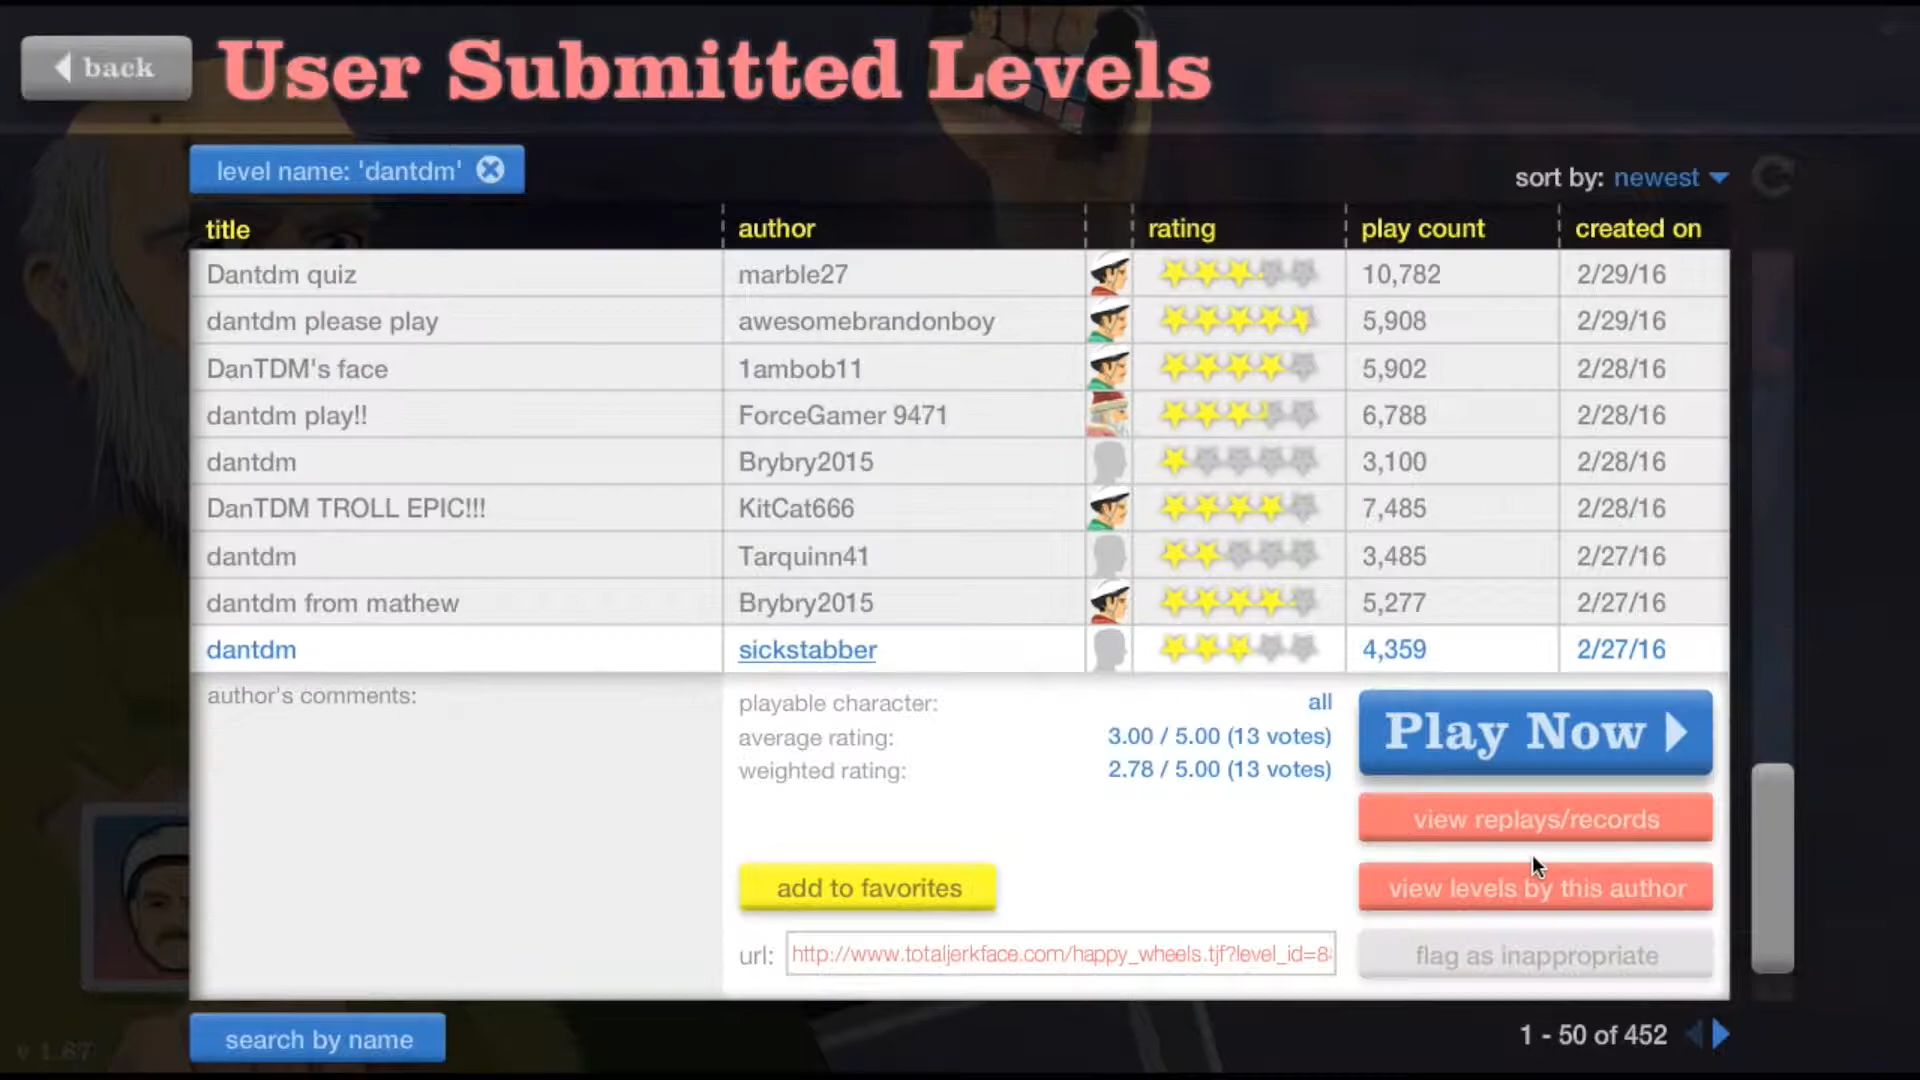 back
User Submitted Levels
level name: 'dantdm'
sort by: newest
title author rating play count created on
Dantdm quiz marble27 10,782 2/29/16
dantdm please play awesomebrandonboy 5,908 2/29/16
DanTDM's face 1ambob11 5,902 2/28/16
dantdm play!! ForceGamer 9471 6,788 2/28/16
dantdm Brybry2015 3,100 2/28/16
DanTDM TROLL EPIC!!! KitCat666 7,485 2/28/16
dantdm Tarquinn41 3,485 2/27/16
dantdm from mathew Brybry2015 5,277 2/27/16
dantdm sickstabber 4,359 2/27/16
author's comments:
playable character: all
average rating: 3.00 / 5.00 (13 votes)
weighted rating: 2.78 / 5.00 (13 votes)
Play Now
view replays/records
add to favorites
view levels by this author
url: http://www.totaljerkface.com/happy_wheels.tjf?level_id=8
flag as inappropriate
search by name
1 - 50 of 452
v 1.67